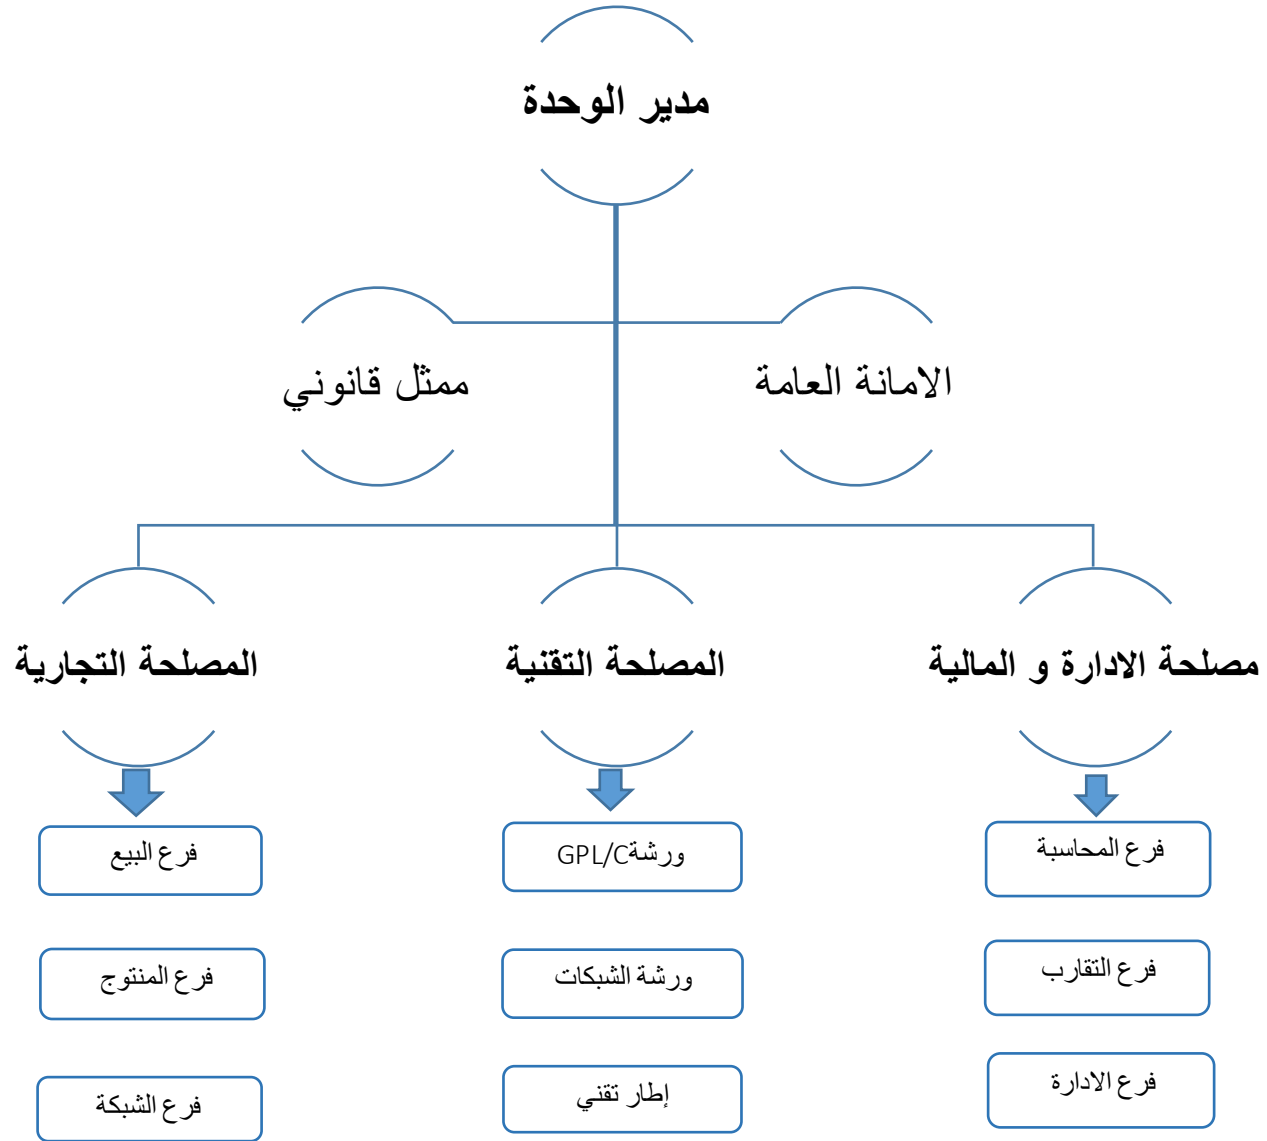 مدير الوحدة
الامانة العامة
ممثل قانوني
مصلحة الادارة و المالية
المصلحة التقنية
المصلحة التجارية
فرع المحاسبة
ورشةGPL/C
فرع البيع
فرع التقارب
ورشة الشبكات
فرع المنتوج
فرع الادارة
إطار تقني
فرع الشبكة